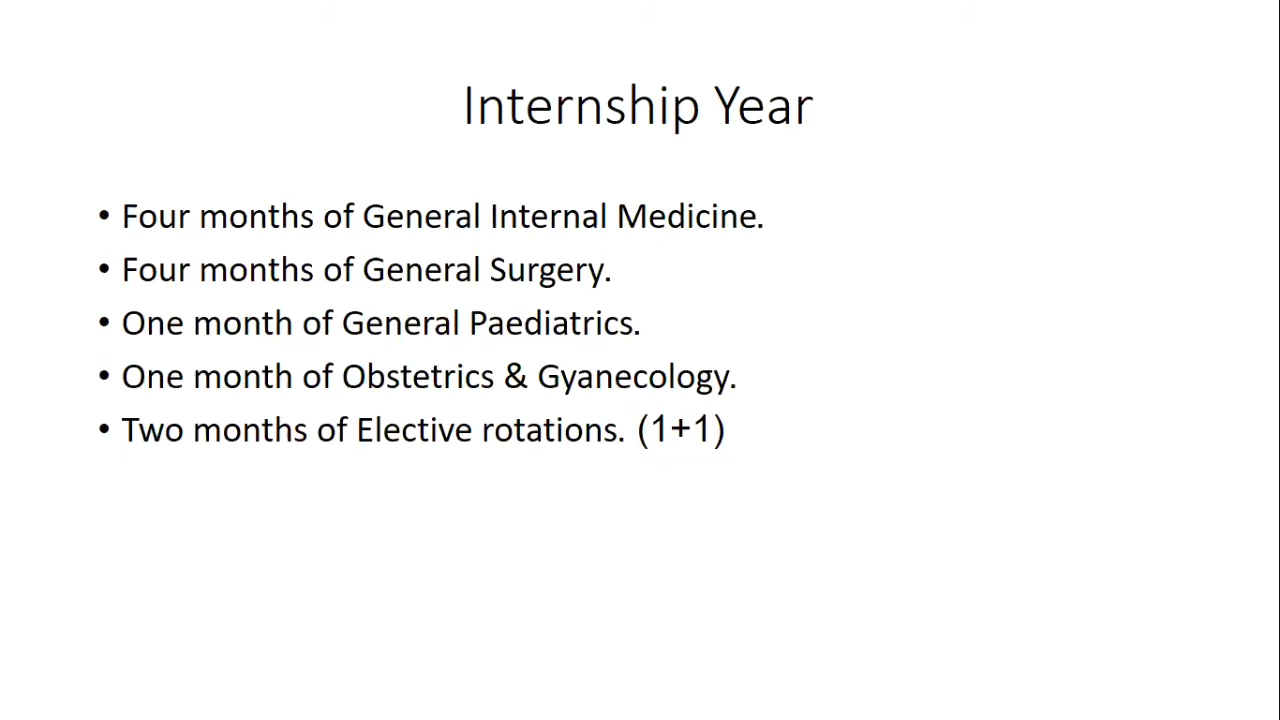 Internship Year
• Four months of General Internal Medicine.
• Four months of General Surgery.
• One month of General Paediatrics.
• One month of Obstetrics & Gyanecology.
• Two months of Elective rotations. (1+1)